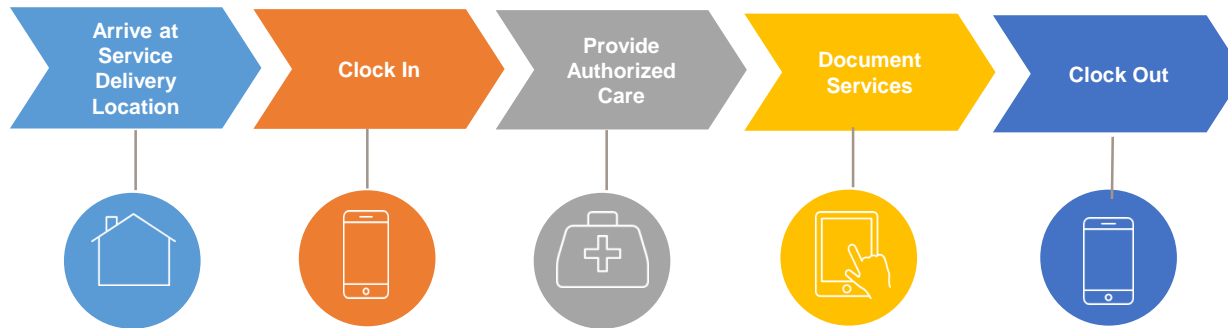 Arrive at
Service
Delivery
Location
Clock In
Provide
Authorized
Care
Document
Services
Clock Out